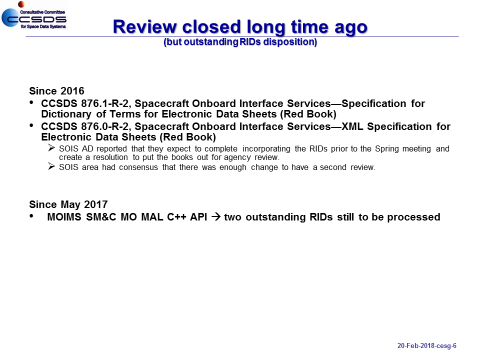 Consultative Committee
CCSDS
for Space Data Systems
Review closed long time ago
(but outstanding RIDs disposition)
Since 2016
• CCSDS 876.1-R-2, Spacecraft Onboard Interface Services—Specification for
Dictionary of Terms for Electronic Data Sheets (Red Book)
• CCSDS 876.0-R-2, Spacecraft Onboard Interface Services—XML Specification for
Electronic Data Sheets (Red Book)
➢ SOIS AD reported that they expect to complete incorporating the RIDs prior to the Spring meeting and
create a resolution to put the books out for agency review.
➢ SOIS area had consensus that there was enough change to have a second review.
Since May 2017
• MOIMS SM&C MO MAL C++ API → two outstanding RIDs still to be processed
20-Feb-2018-cesg-6